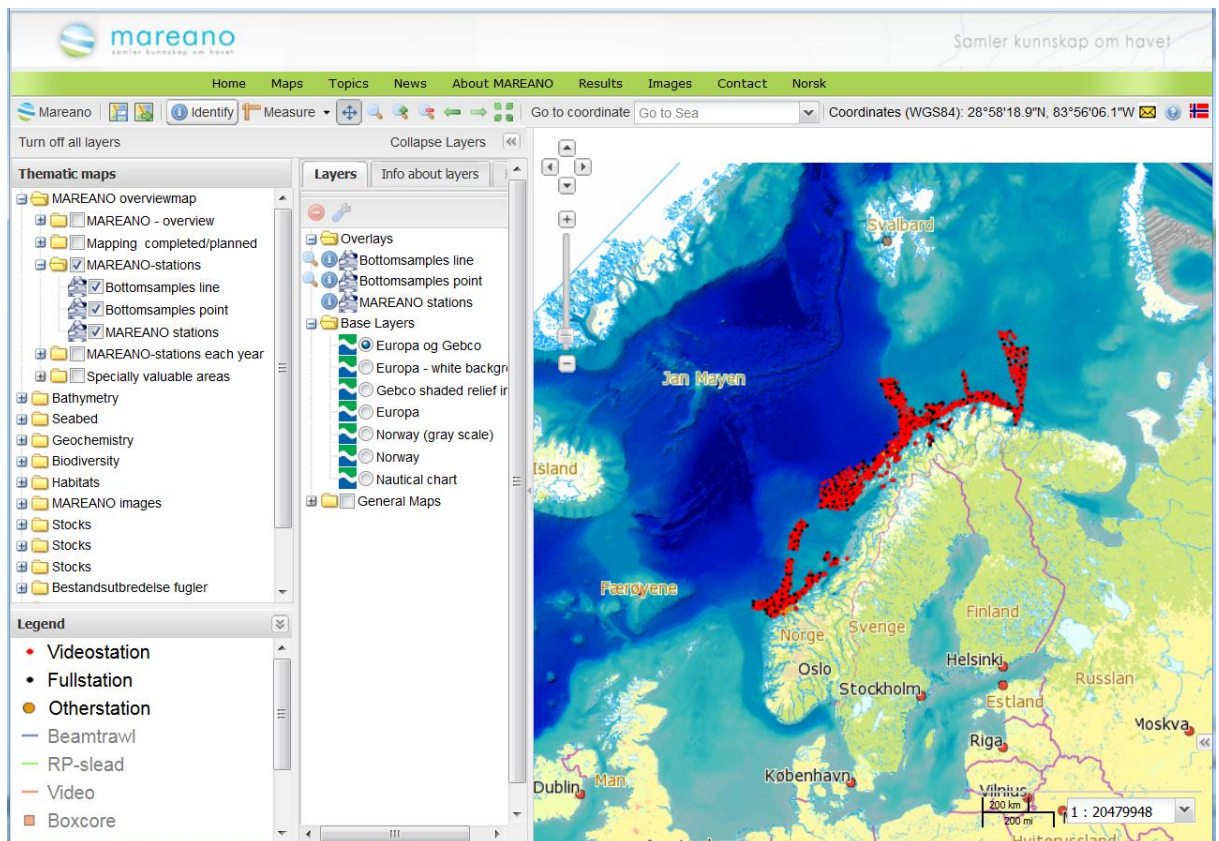 mareano
samler kunnskap om havet
Samler kunnskap om havet
Home Maps Topics News About MAREANO Results Images Contact Norsk
Mareano Identify Measure Go to coordinate Go to Sea Coordinates (WGS84): 28°58'18.9"N, 83°56'06.1"W
Turn off all layers Collapse Layers
Thematic maps
MAREANO overviewmap
MAREANO - overview
Mapping completed/planned
MAREANO-stations
Bottomsamples line
Bottomsamples point
MAREANO stations
MAREANO-stations each year
Specially valuable areas
Bathymetry
Seabed
Geochemistry
Biodiversity
Habitats
MAREANO images
Stocks
Stocks
Stocks
Bestandsutbredelse fugler
Legend
Videostation
Fullstation
Otherstation
Beamtrawl
RP-slead
Video
Boxcore
Layers Info about layers
Overlays
Bottomsamples line
Bottomsamples point
MAREANO stations
Base Layers
Europa og Gebco
Europa - white backgr
Gebco shaded relief ir
Europa
Norway (gray scale)
Norway
Nautical chart
General Maps
Svalbard
Jan Mayen
Island
Færøyene
Norge
Sverige
Finland
Oslo
Helsinki
Stockholm
Estland
Russlan
Moskva
Riga
København
Dublin
Man
Vilnius
200 km
200 mi
1 : 20479948
Hviterussland